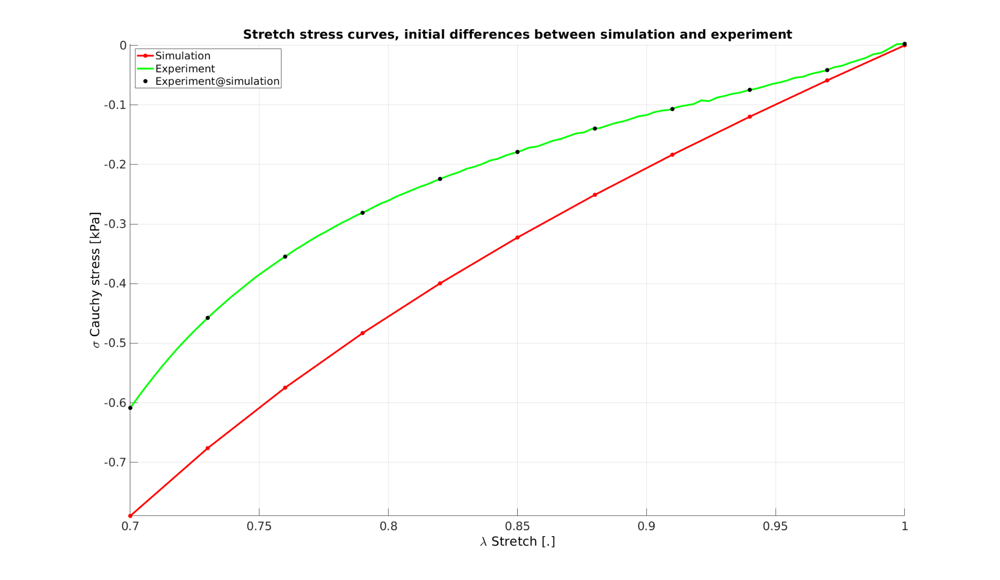 Stretch stress curves, initial differences between simulation and experiment
Simulation
Experiment
Experiment@simulation
0
-0.1
-0.2
-0.3
-0.4
-0.5
-0.6
-0.7
σ Cauchy stress [kPa]
0.7
0.75
0.8
0.85
0.9
0.95
1
λ Stretch [.]